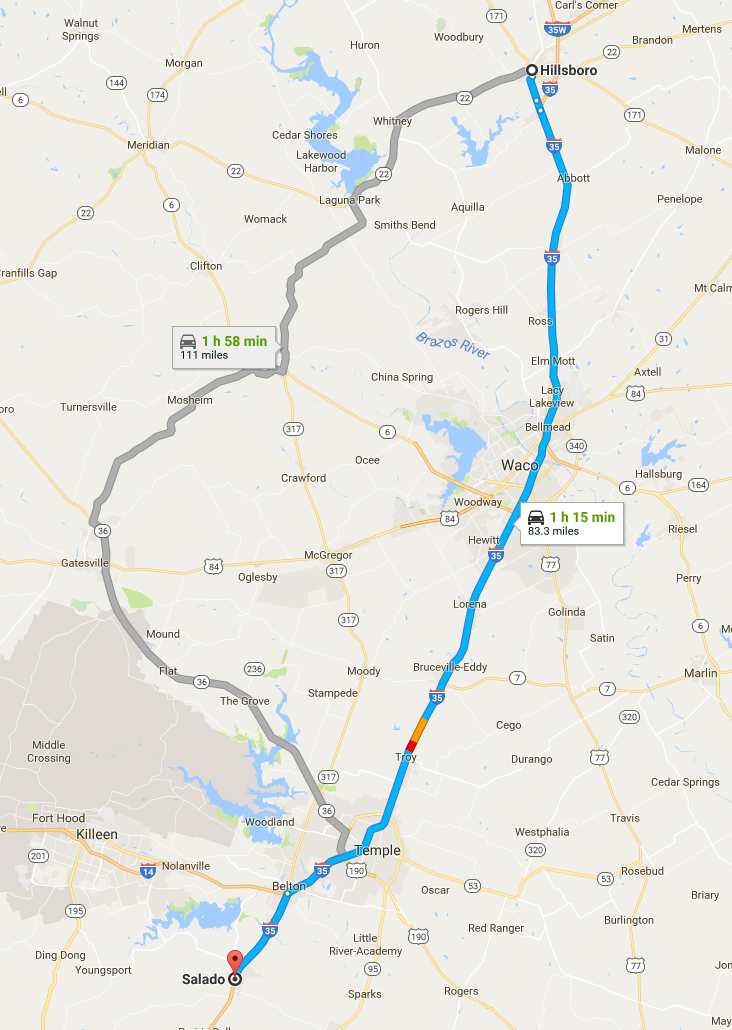 Carl's Corner
171
Walnut
Springs
Woodbury
35W
Huron
Brandon
Mertens
22
Morgan
Hillsboro
144
174
35
6
22
171
Whitney
Cedar Shores
Meridian
35
Malone
Lakewood
Harbor
22
22
Abbott
Laguna Park
Penelope
6
Aquilla
22
Womack
Smiths Bend
35
Clifton
ranfills Gap
Mt Calm
Rogers Hill
Ross
1 h 58 min
111 miles
Brazos River
31
Elm Mott
Axtell
China Spring
Lacy
Lakeview
84
Mosheim
Turnersville
oro
317
6
Bellmead
340
Ocee
Waco
Crawford
Hallsburg
164
6
Woodway
84
1 h 15 min
83.3 miles
36
Riesel
Hewitt
35
McGregor
Gatesville
84
77
317
Oglesby
Perry
Lorena
Golinda
317
6
Mound
Satin
Bruceville-Eddy
Flat
236
Moody
7
Marlin
36
Stampede
7
35
The Grove
320
Cego
Middle
Crossing
Troy
Durango
77
317
Cedar Springs
36
Fort Hood
Woodland
Travis
Killeen
Westphalia
Temple
320
201
Nolanville
14
35
190
Rosebud
Belton
Oscar
53
53
Briary
195
Burlington
35
Red Ranger
Little
River-Academy
190
Ding Dong
Youngsport
77
95
Salado
Sparks
Rogers